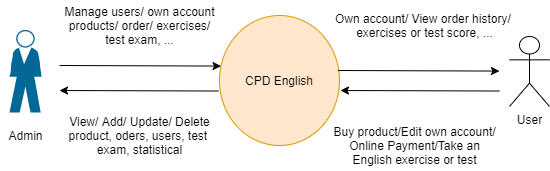 Manage users/ own account
products/ order/ exercises/
test exam, ...
Own account/ View order history/
exercises or test score, ...
CPD English
Admin
User
View/ Add/ Update/ Delete
product, oders, users, test
exam, statistical
Buy product/Edit own account/
Online Payment/Take an
English exercise or test